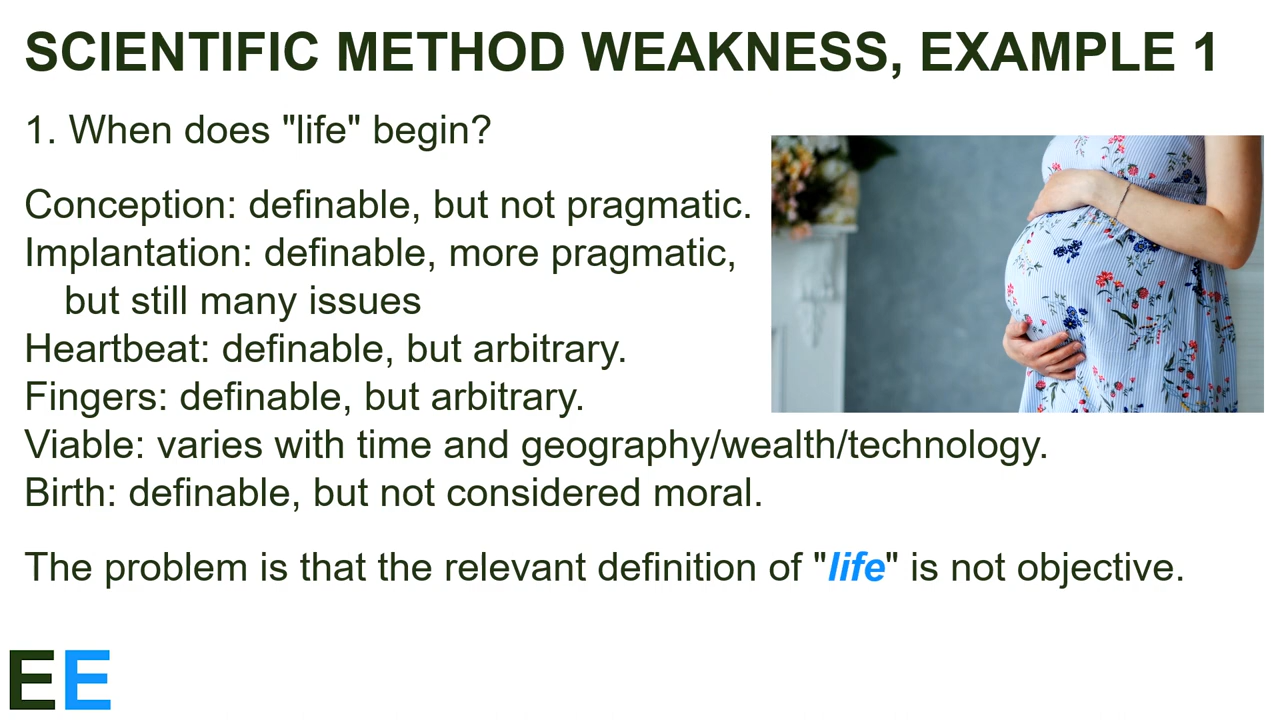 SCIENTIFIC METHOD WEAKNESS, EXAMPLE 1
1. When does "life" begin?
Conception: definable, but not pragmatic.
Implantation: definable, more pragmatic,
but still many issues
Heartbeat: definable, but arbitrary.
Fingers: definable, but arbitrary.
Viable: varies with time and geography/wealth/technology.
Birth: definable, but not considered moral.
The problem is that the relevant definition of "life" is not objective.
EE